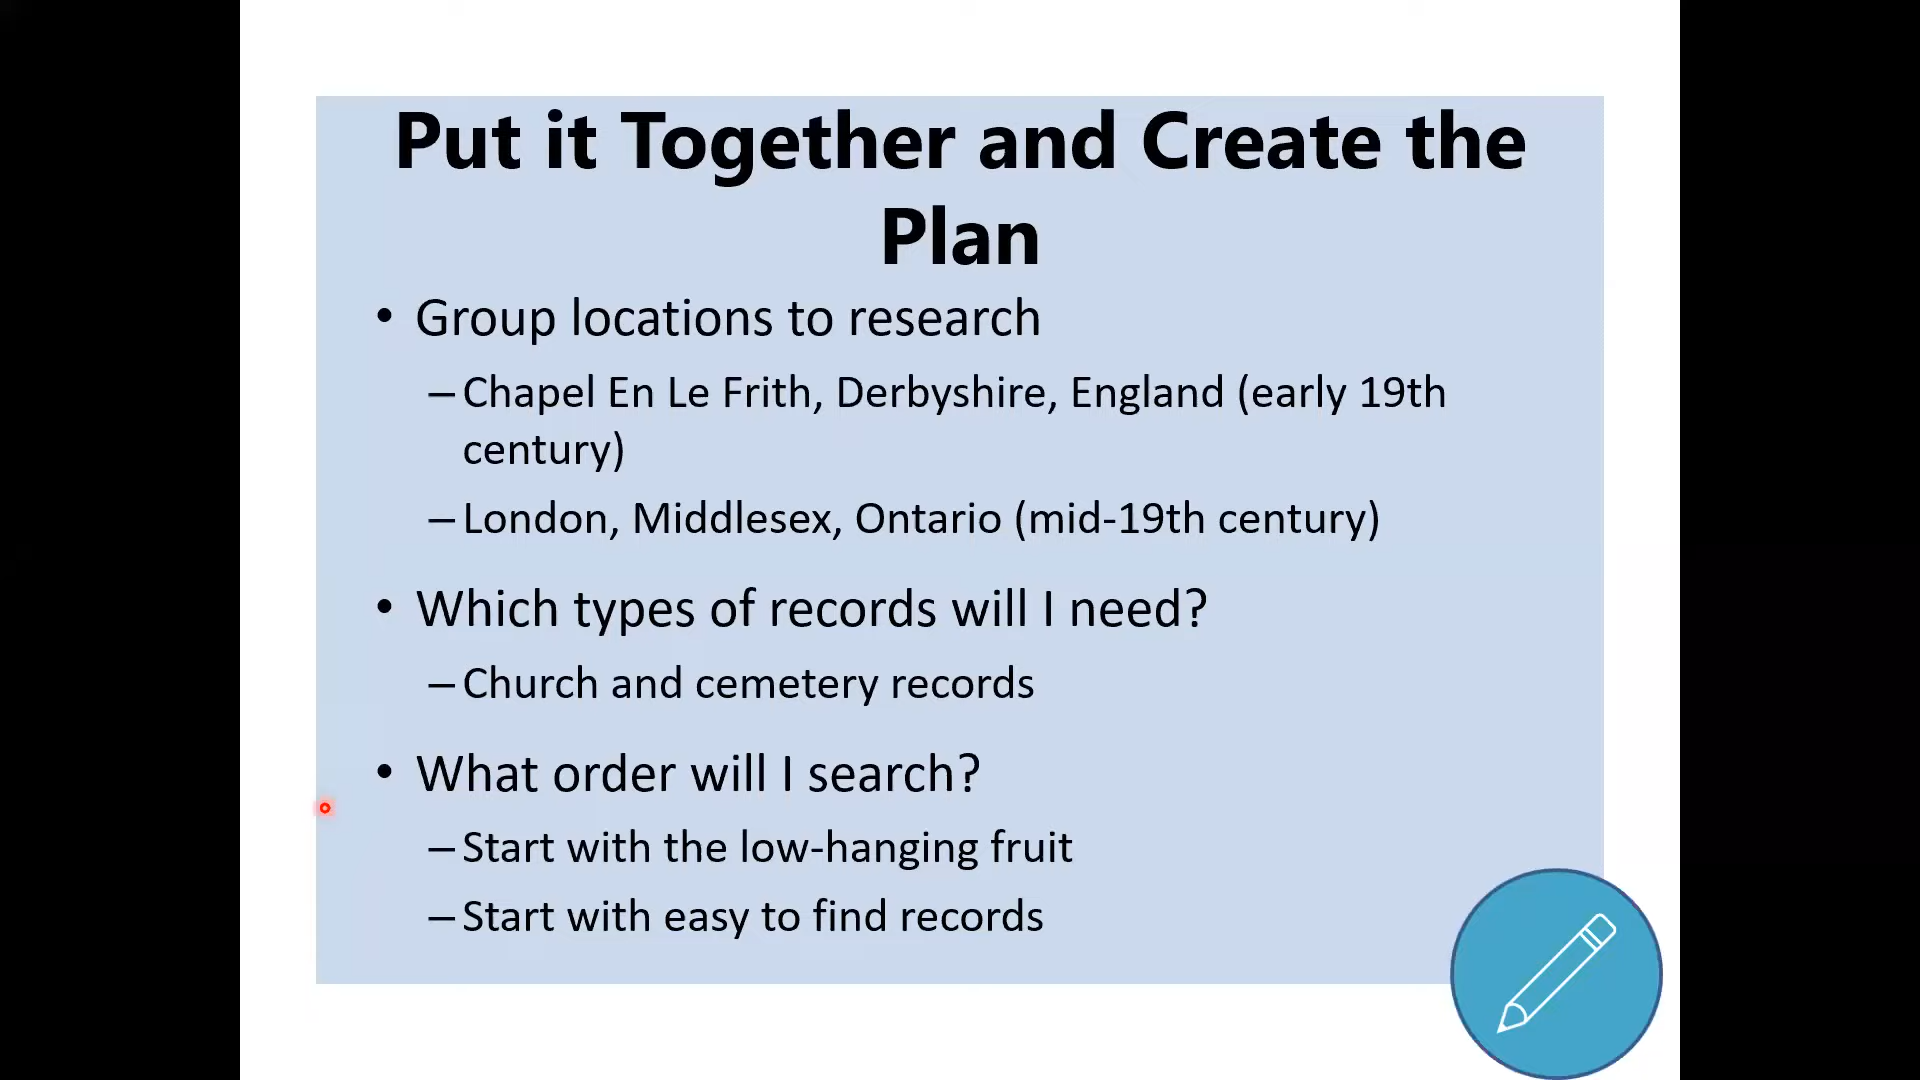 Put it Together and Create the
Plan
• Group locations to research
– Chapel En Le Frith, Derbyshire, England (early 19th
century)
– London, Middlesex, Ontario (mid-19th century)
• Which types of records will I need?
– Church and cemetery records
• What order will I search?
– Start with the low-hanging fruit
– Start with easy to find records